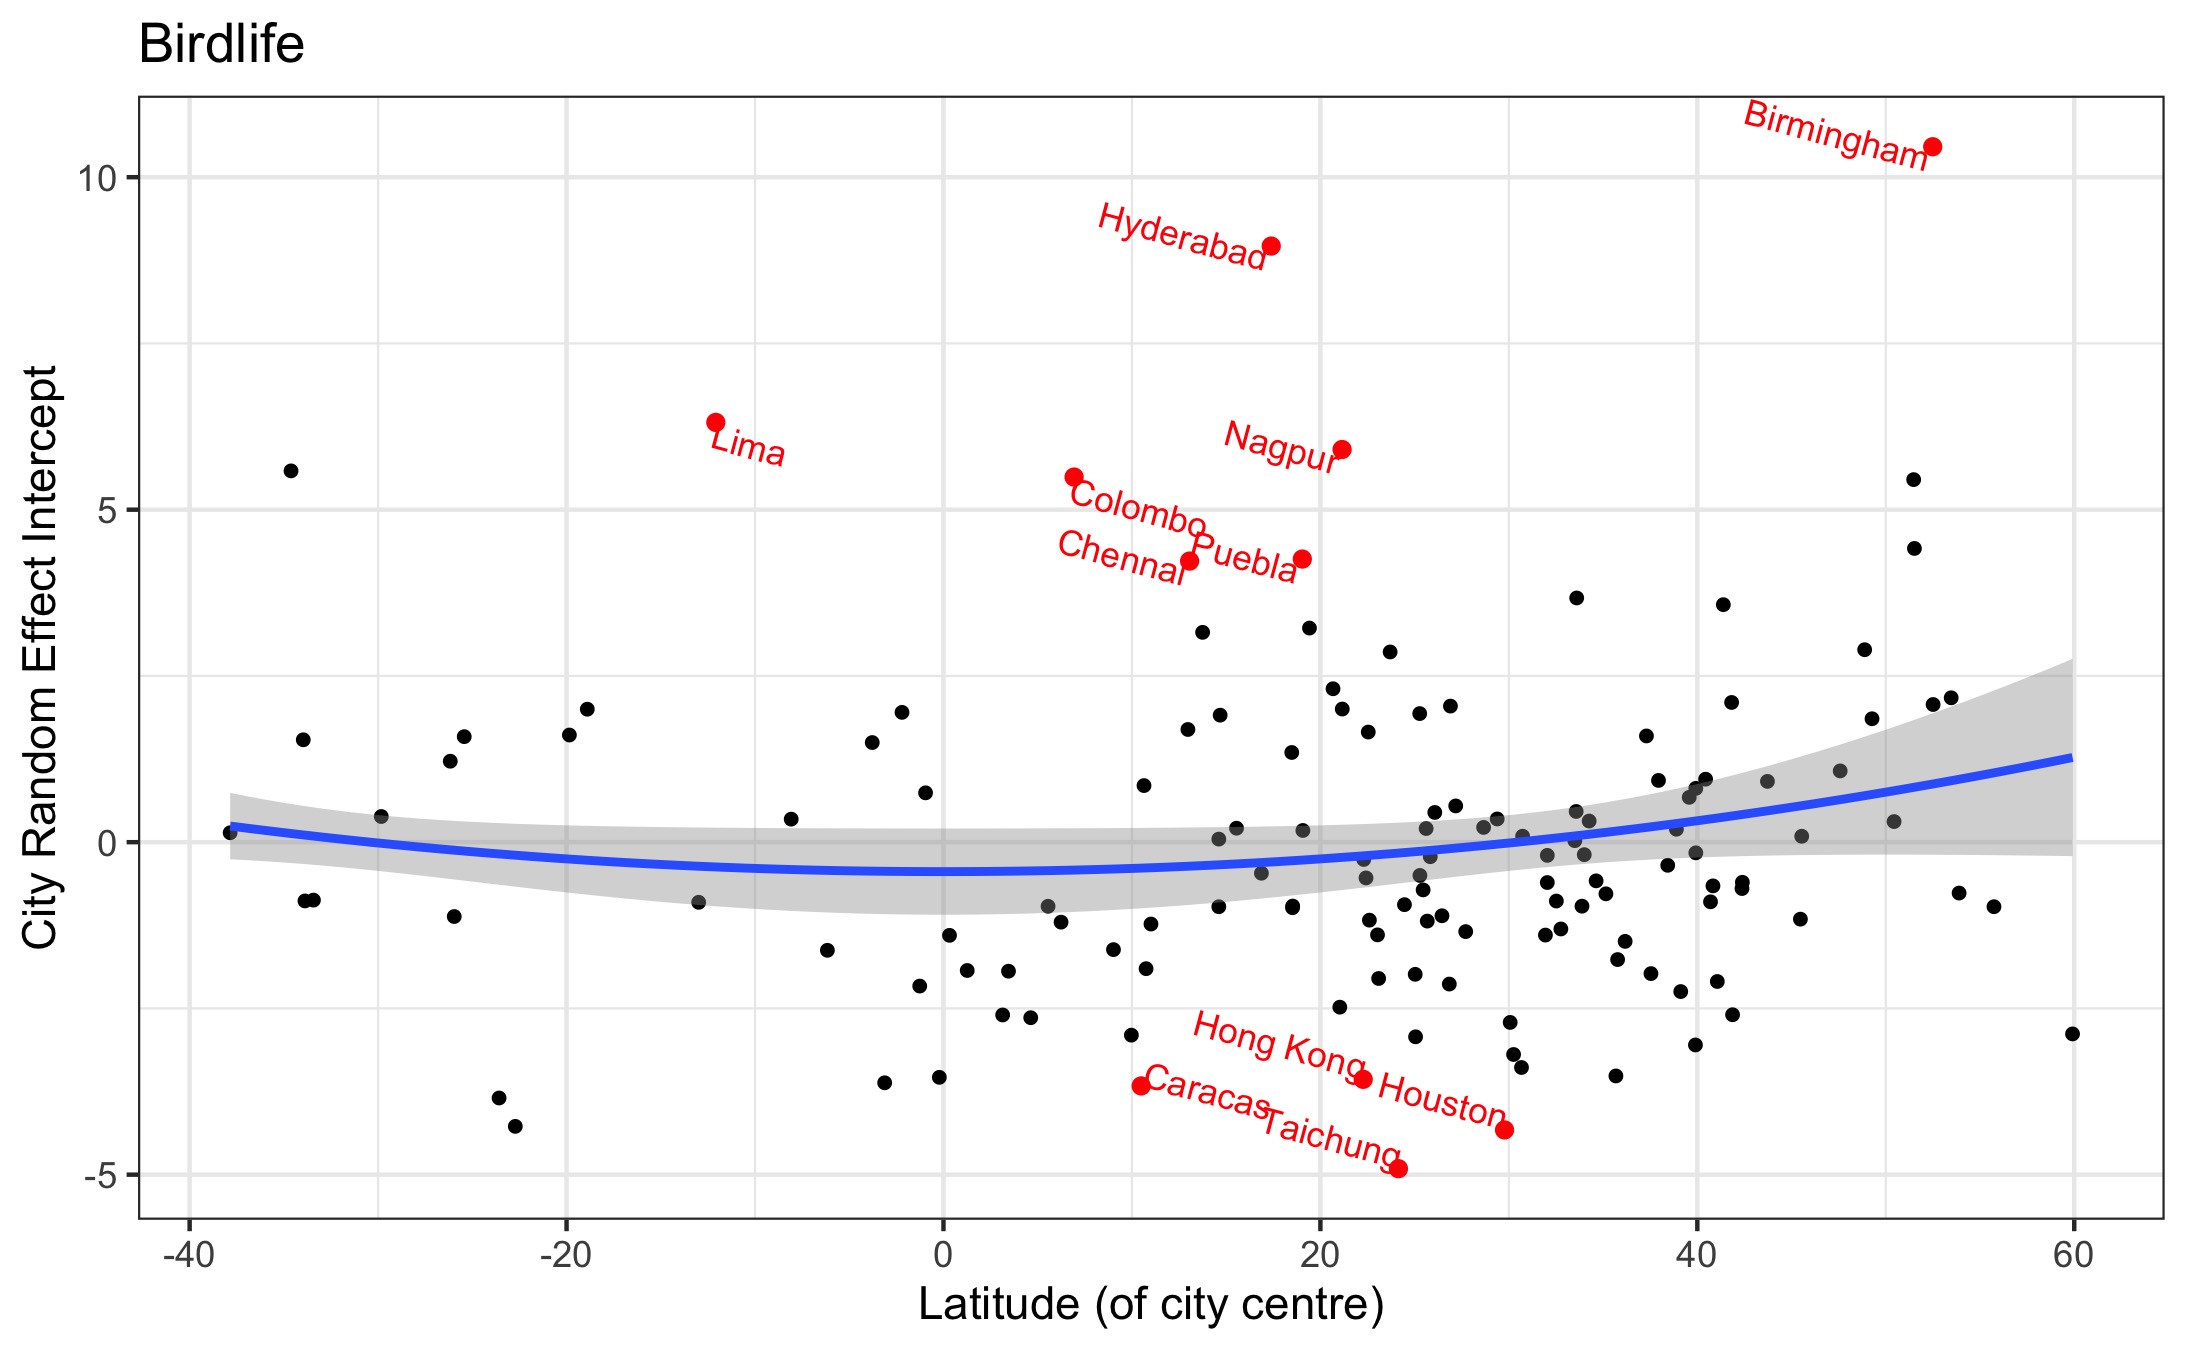 Birdlife
City Random Effect Intercept
10
5
0
-5
Birmingham
Hyderabad
Lima
Nagpur
Colombo
Chennai
Puebla
Hong Kong
Caracas
Houston
Taichung
-40
-20
0
20
40
60
Latitude (of city centre)